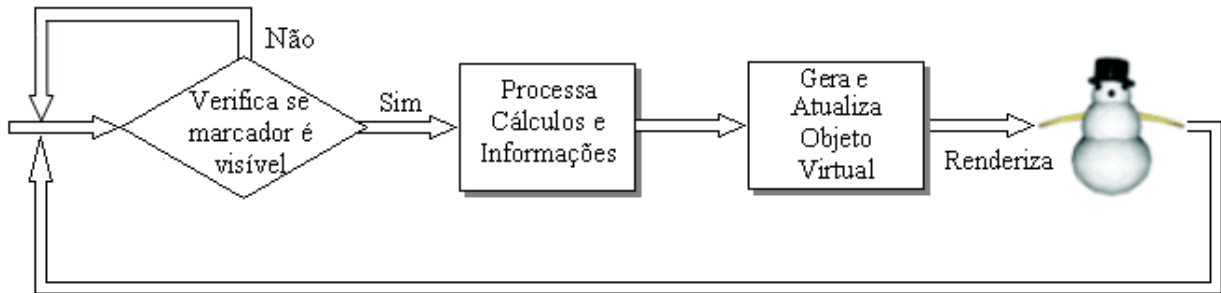 Não
Verifica se
marcador é
visível
Sim
Processa
Cálculos e
Informações
Gera e
Atualiza
Objeto
Virtual
Renderiza